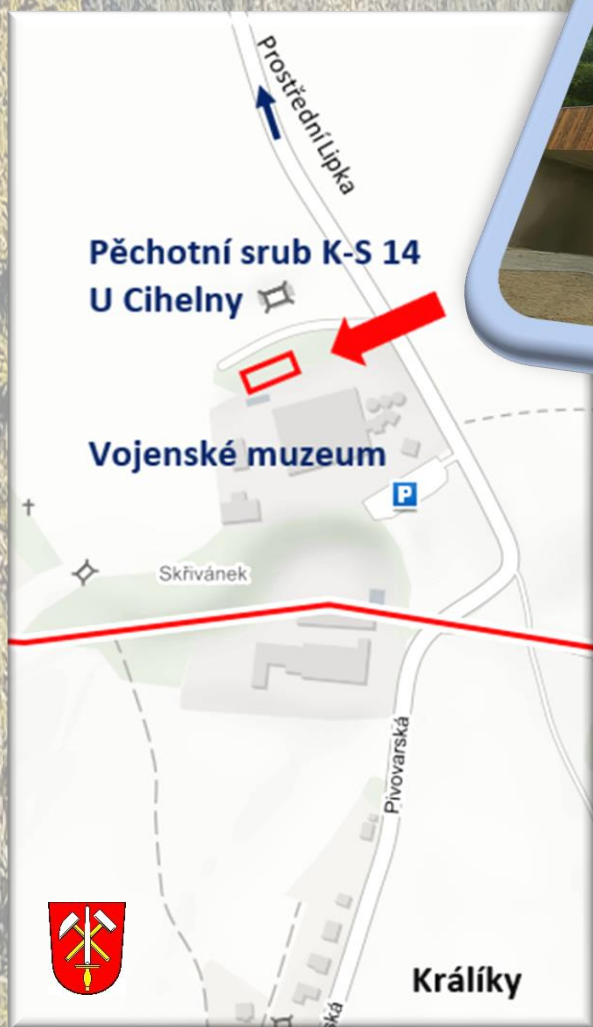 Prostřední Lipka
Pěchotní srub K-S 14
U Cihelny
Vojenské muzeum
P
Skřivánek
Pivovarská
Králíky
ská